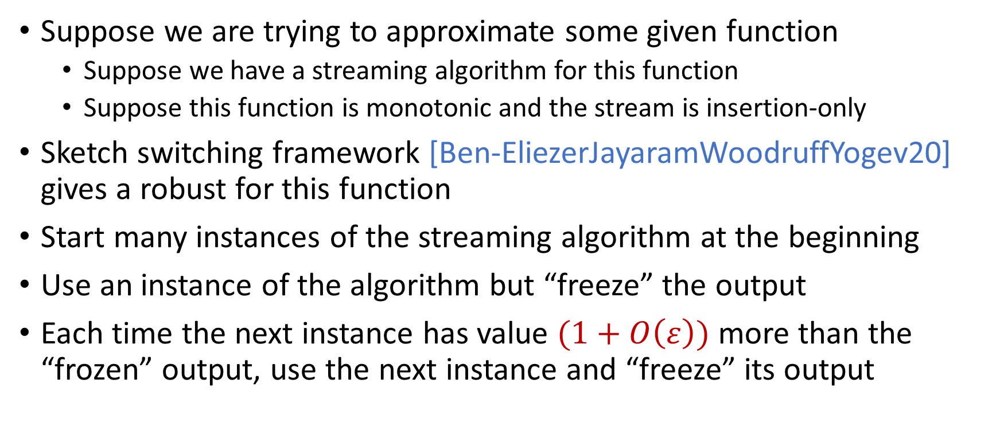 • Suppose we are trying to approximate some given function
• Suppose we have a streaming algorithm for this function
• Suppose this function is monotonic and the stream is insertion-only
• Sketch switching framework [Ben-EliezerJayaramWoodruffYogev20]
gives a robust for this function
• Start many instances of the streaming algorithm at the beginning
• Use an instance of the algorithm but “freeze” the output
• Each time the next instance has value (1 + O(ε)) more than the
“frozen” output, use the next instance and “freeze” its output